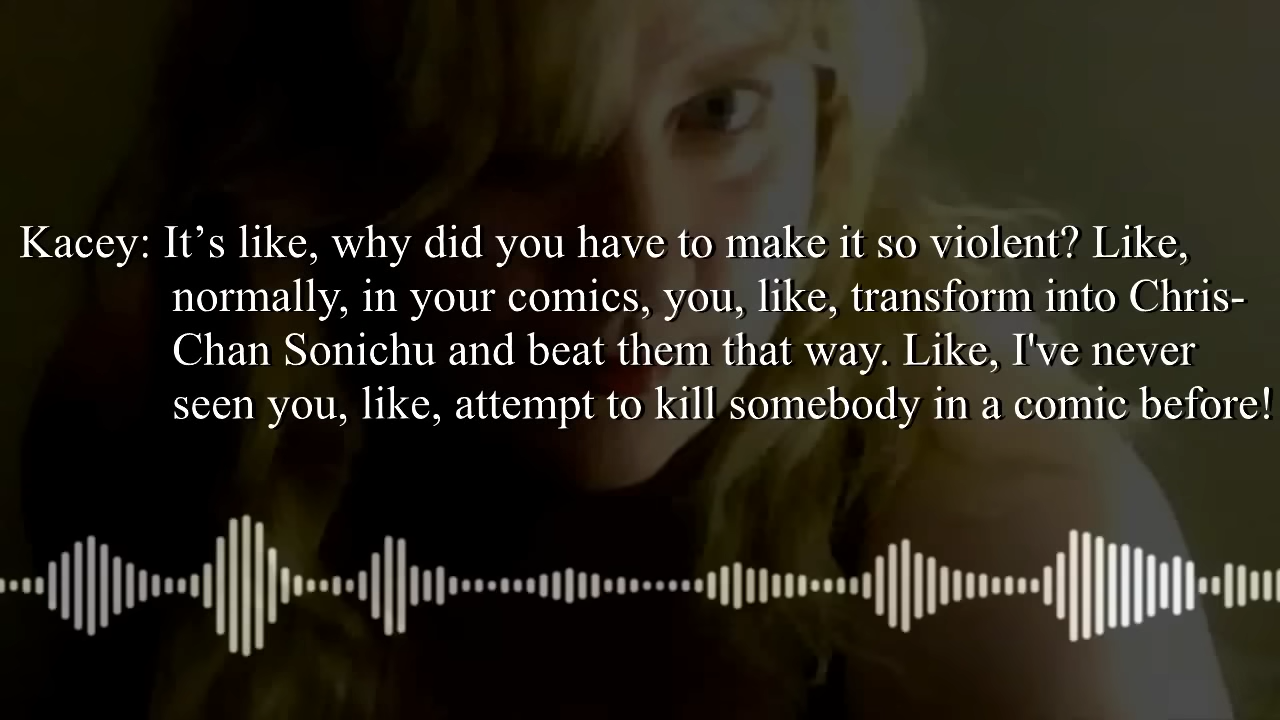 Kacey: It’s like, why did you have to make it so violent? Like,
normally, in your comics, you, like, transform into Chris-
Chan Sonichu and beat them that way. Like, I've never
seen you, like, attempt to kill somebody in a comic before!